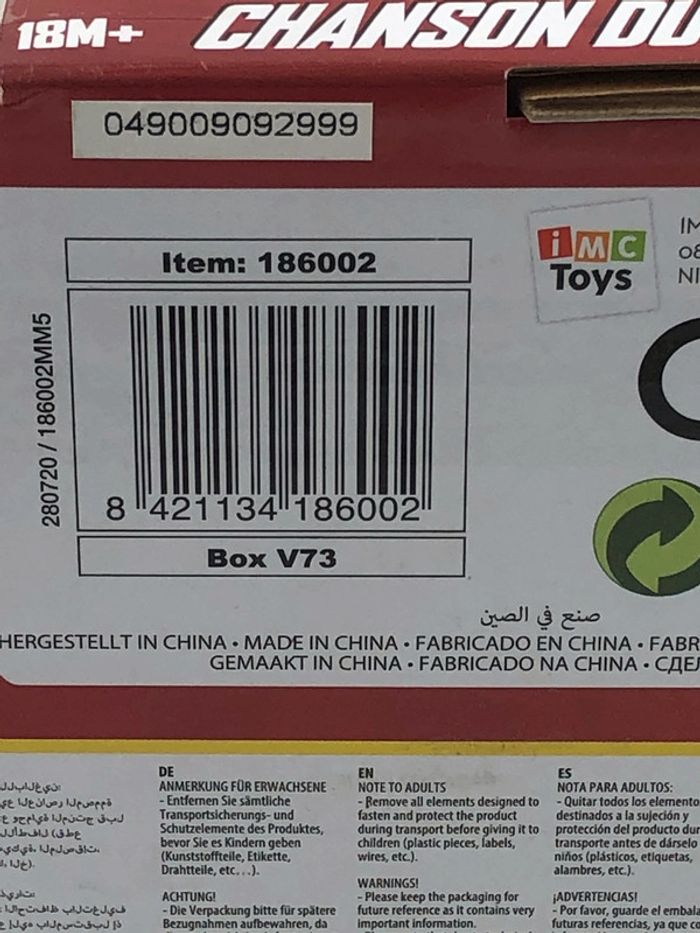 18M+ CHANSON DU
049009092999
Item: 186002
iMC
Toys
280720 / 186002MM5
8 421134 186002
Box V73
صنع في الصين
HERGESTELLT IN CHINA • MADE IN CHINA • FABRICADO EN CHINA • FABR
GEMAAKT IN CHINA • FABRICADO NA CHINA • СДЕЛ
DE
ANMERKUNG FÜR ERWACHSENE
- Entfernen Sie sämtliche
Transportsicherungs- und
Schutzelemente des Produktes,
bevor Sie es Kindern geben
(Kunststoffteile, Etikette,
Drahtteile, etc…).
ACHTUNG!
- Die Verpackung bitte für spätere
Bezugnahmen aufbewahren, da
EN
NOTE TO ADULTS
- Remove all elements designed to
fasten and protect the product
during transport before giving it to
children (plastic pieces, labels,
wires, etc.).
WARNINGS!
- Please keep the packaging for
future reference as it contains very
important information.
ES
NOTA PARA ADULTOS:
- Quitar todos los elemento
destinados a la sujeción y
protección del producto du
transporte antes de dárselo
niños (plásticos, etiquetas,
alambres, etc.).
¡ADVERTENCIAS!
- Por favor, guarde el embala
futuras referencias, ya que co